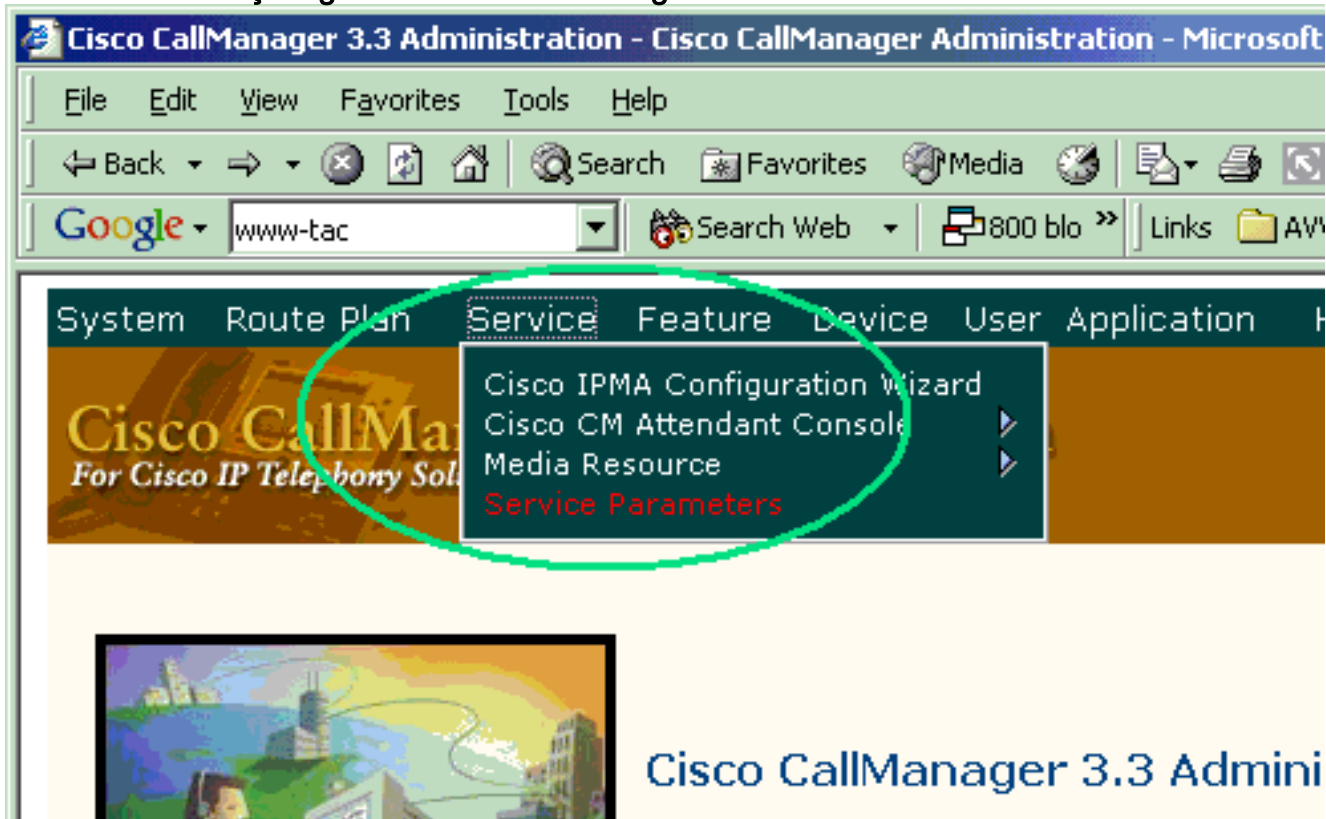 Cisco CallManager 3.3 Administration - Cisco CallManager Administration - Microsoft
File Edit View Favorites Tools Help
Back Search Favorites Media
Google www-tac Search Web 800 blo » Links
System Route Plan Service Feature Device User Application
Cisco IPMA Configuration Wizard
Cisco CM Attendant Console
Media Resource
Service Parameters
Cisco CallMa
For Cisco IP Telephony Sol
Cisco CallManager 3.3 Admini